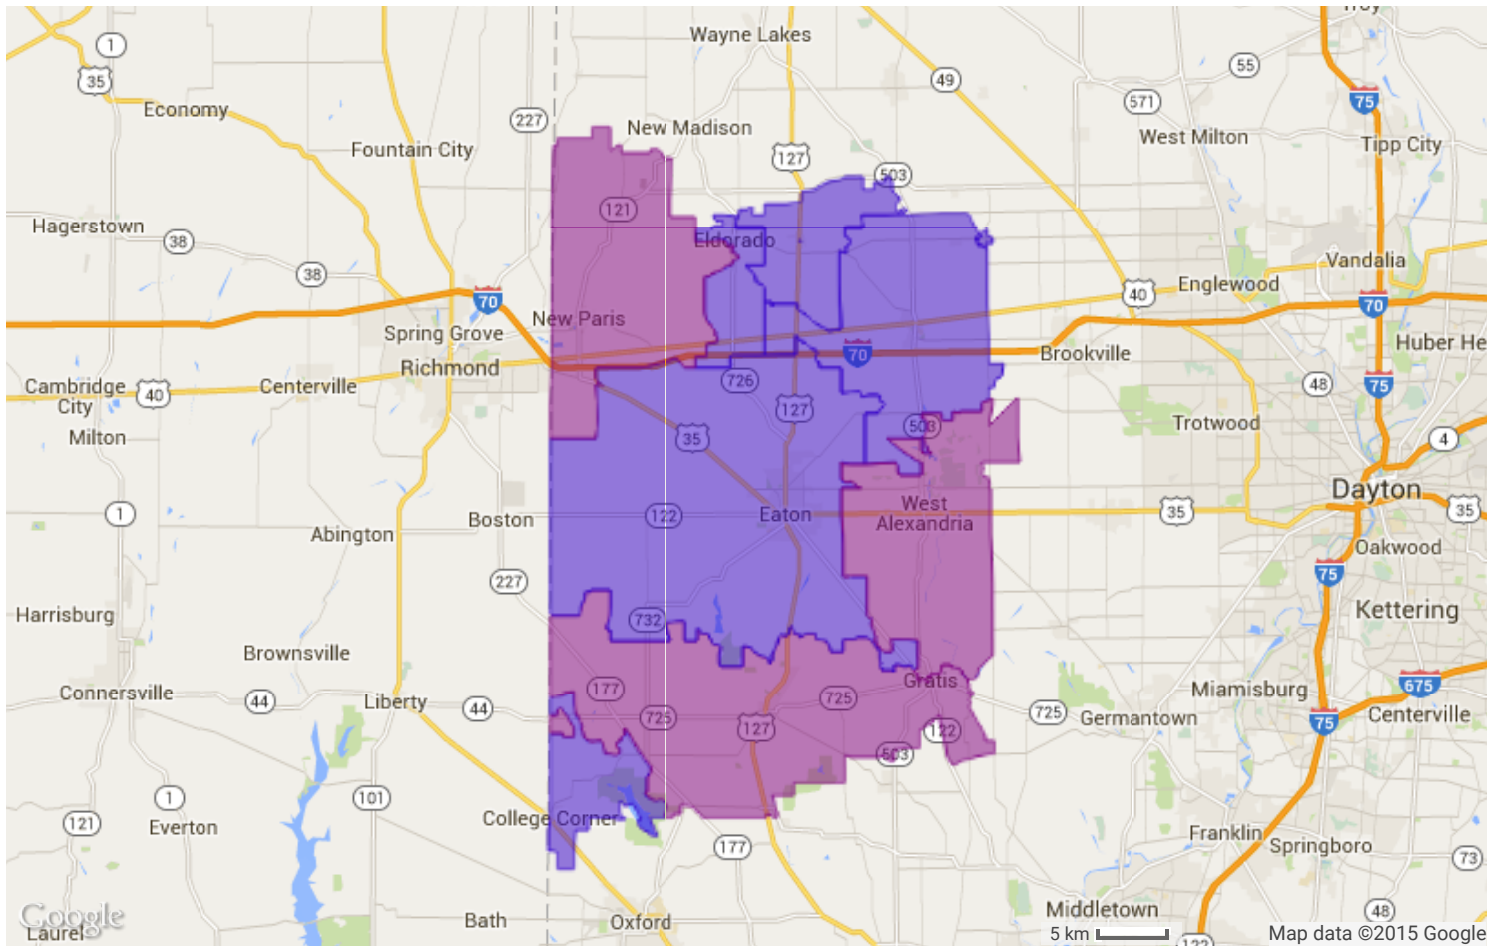 Troy
Wayne Lakes
1
35
49
55
571
75
Economy
227
New Madison
West Milton
Tipp City
Fountain City
127
503
121
Hagerstown
38
Eldorado
38
Vandalia
Englewood
40
70
70
New Paris
Spring Grove
70
Brookville
Huber He
Richmond
Cambridge
City
40
Centerville
726
48
75
127
Trotwood
Milton
35
503
4
Dayton
West
Alexandria
1
Boston
122
Eaton
35
35
Abington
Oakwood
227
75
Harrisburg
732
Kettering
Brownsville
Gratis
Connersville
44
Liberty
44
177
725
725
127
122
725
Germantown
Miamisburg
675
75
Centerville
503
1
101
121
Everton
College Corner
177
Franklin
Springboro
73
Google
Laurel
Bath
Oxford
Middletown
48
5 km
122
Map data ©2015 Google